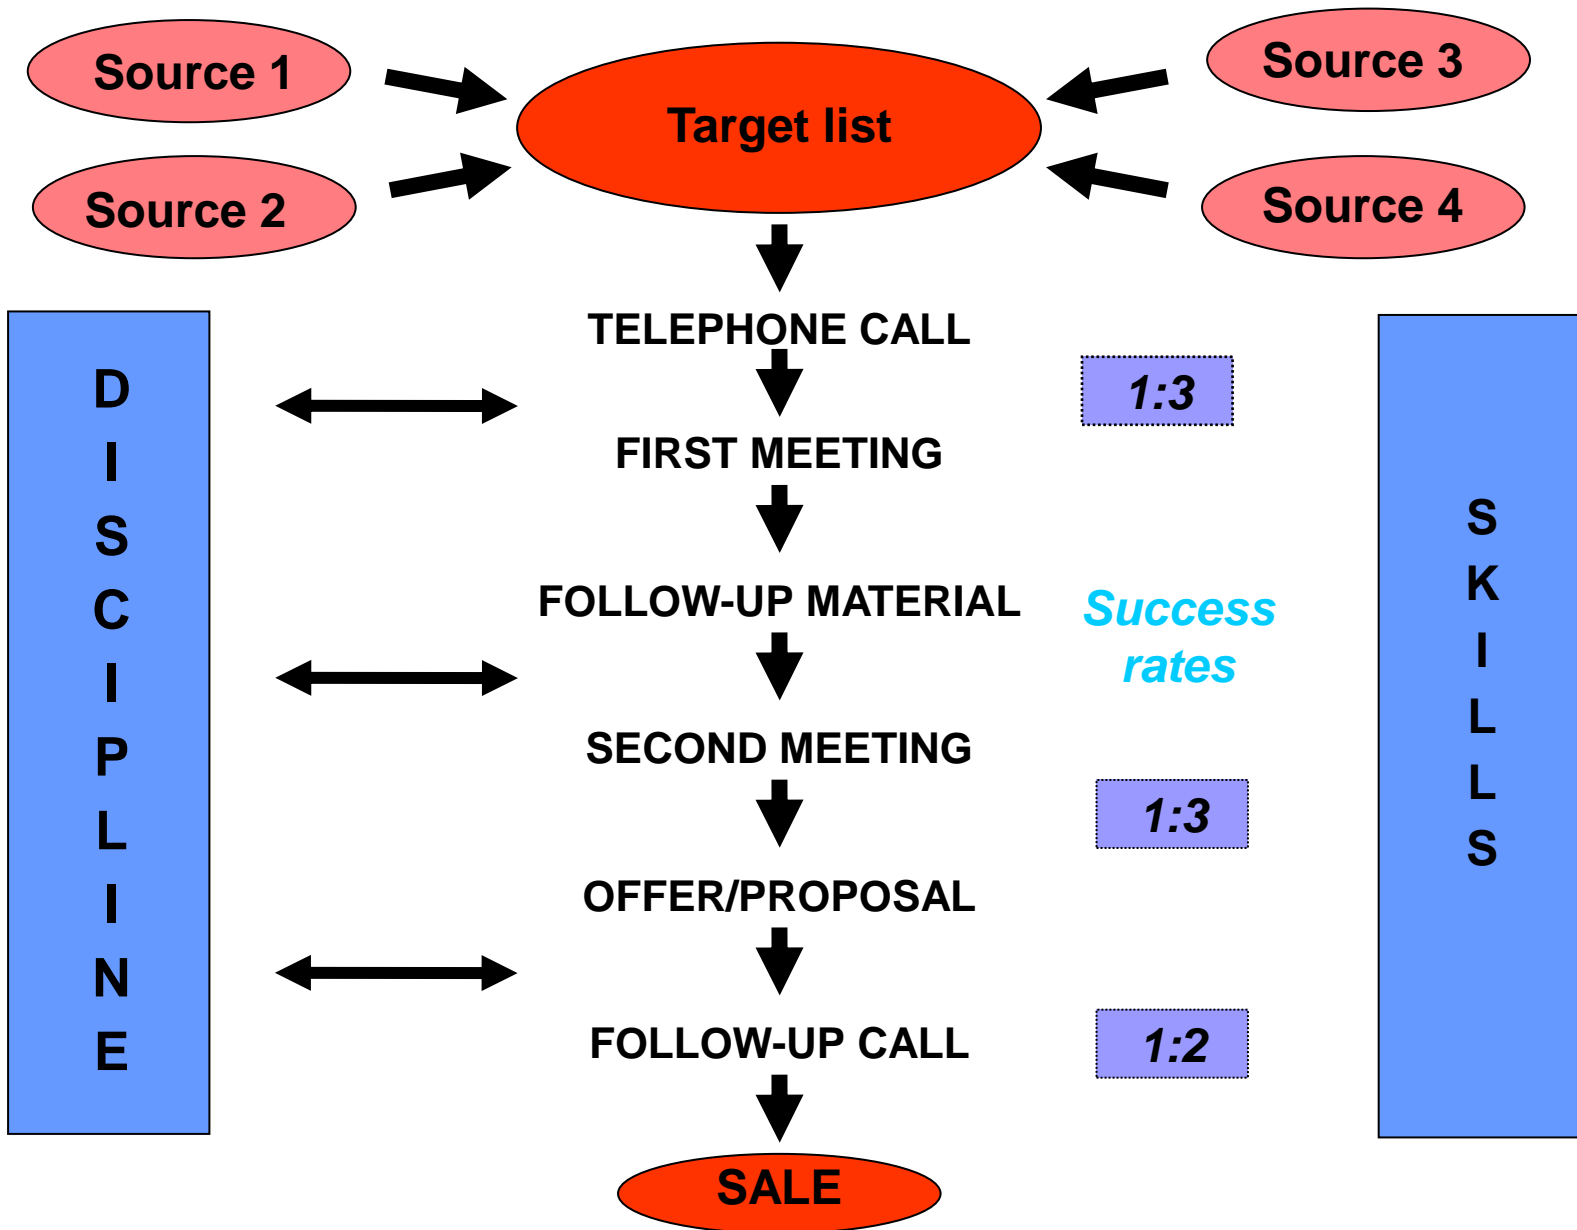 Source 1
Source 3
Target list
Source 2
Source 4
TELEPHONE CALL
1:3
FIRST MEETING
FOLLOW-UP MATERIAL
Success
rates
SECOND MEETING
1:3
OFFER/PROPOSAL
FOLLOW-UP CALL
1:2
SALE
D
I
S
C
I
P
L
I
N
E
S
K
I
L
L
S